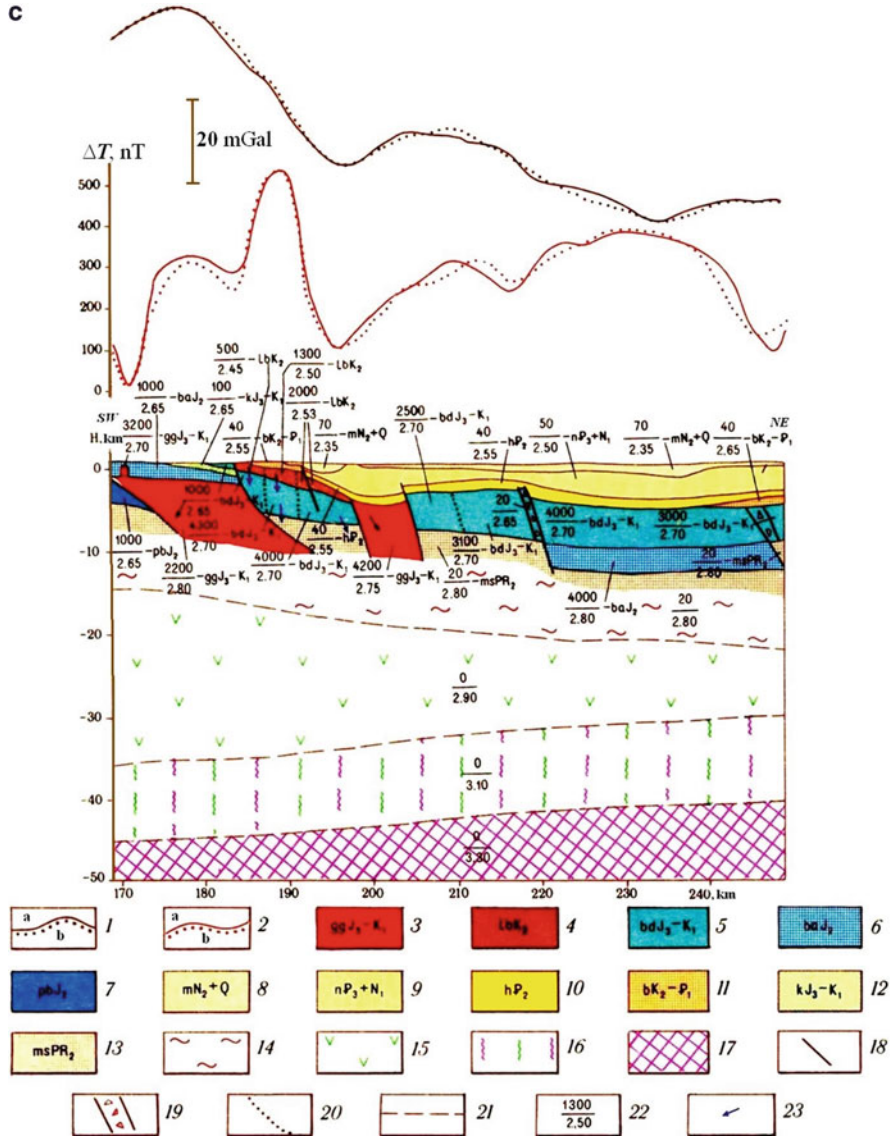 c
20 mGal
ΔT, nT
500
400
300
200
100
0
500/2.45 –LbK₂
1300/2.50 –LbK₂
1000/2.65 –baJ₂
100/2.65 –kJ₃–K₁
2000/2.53 –LbK₂
SW
NE
H, km
3200/2.70 –ggJ₃–K₁
40/2.55 –bK₂–P₁
70/2.35 –mN₂+Q
2500/2.70 –bdJ₃–K₁
40/2.55 –hP₂
50/2.50 –nP₃+N₁
70/2.35 –mN₂+Q
40/2.65 –bK₂–P₁
0
1000/2.65 –bdJ₃
20/2.65
4300/2.70 –bdJ₃–K₁
4000/2.70 –bdJ₃–K₁
3000/2.70 –bdJ₃–K₁
40/2.55 –hP₂
3100/2.70 –bdJ₃–K₁
20/2.80 –msPR₂
-10
1000/2.65 –pbJ₂
2200/2.80 –ggJ₃–K₁
4000/2.70 –bdJ₃–K₁
4200/2.75 –ggJ₃–K₁
20/2.80 –msPR₂
4000/2.80 –baJ₂
20/2.80
-20
0/2.90
-30
0/3.10
-40
0/3.30
-50
170 180 190 200 210 220 230 240, km
a b 1
a b 2
ggJ₃–K₁ 3
LbK₂ 4
bdJ₃–K₁ 5
baJ₂ 6
pbJ₂ 7
mN₂+Q 8
nP₃+N₁ 9
hP₂ 10
bK₂–P₁ 11
kJ₃–K₁ 12
msPR₂ 13
14
15
16
17
18
19
20
21
1300/2,50 22
23